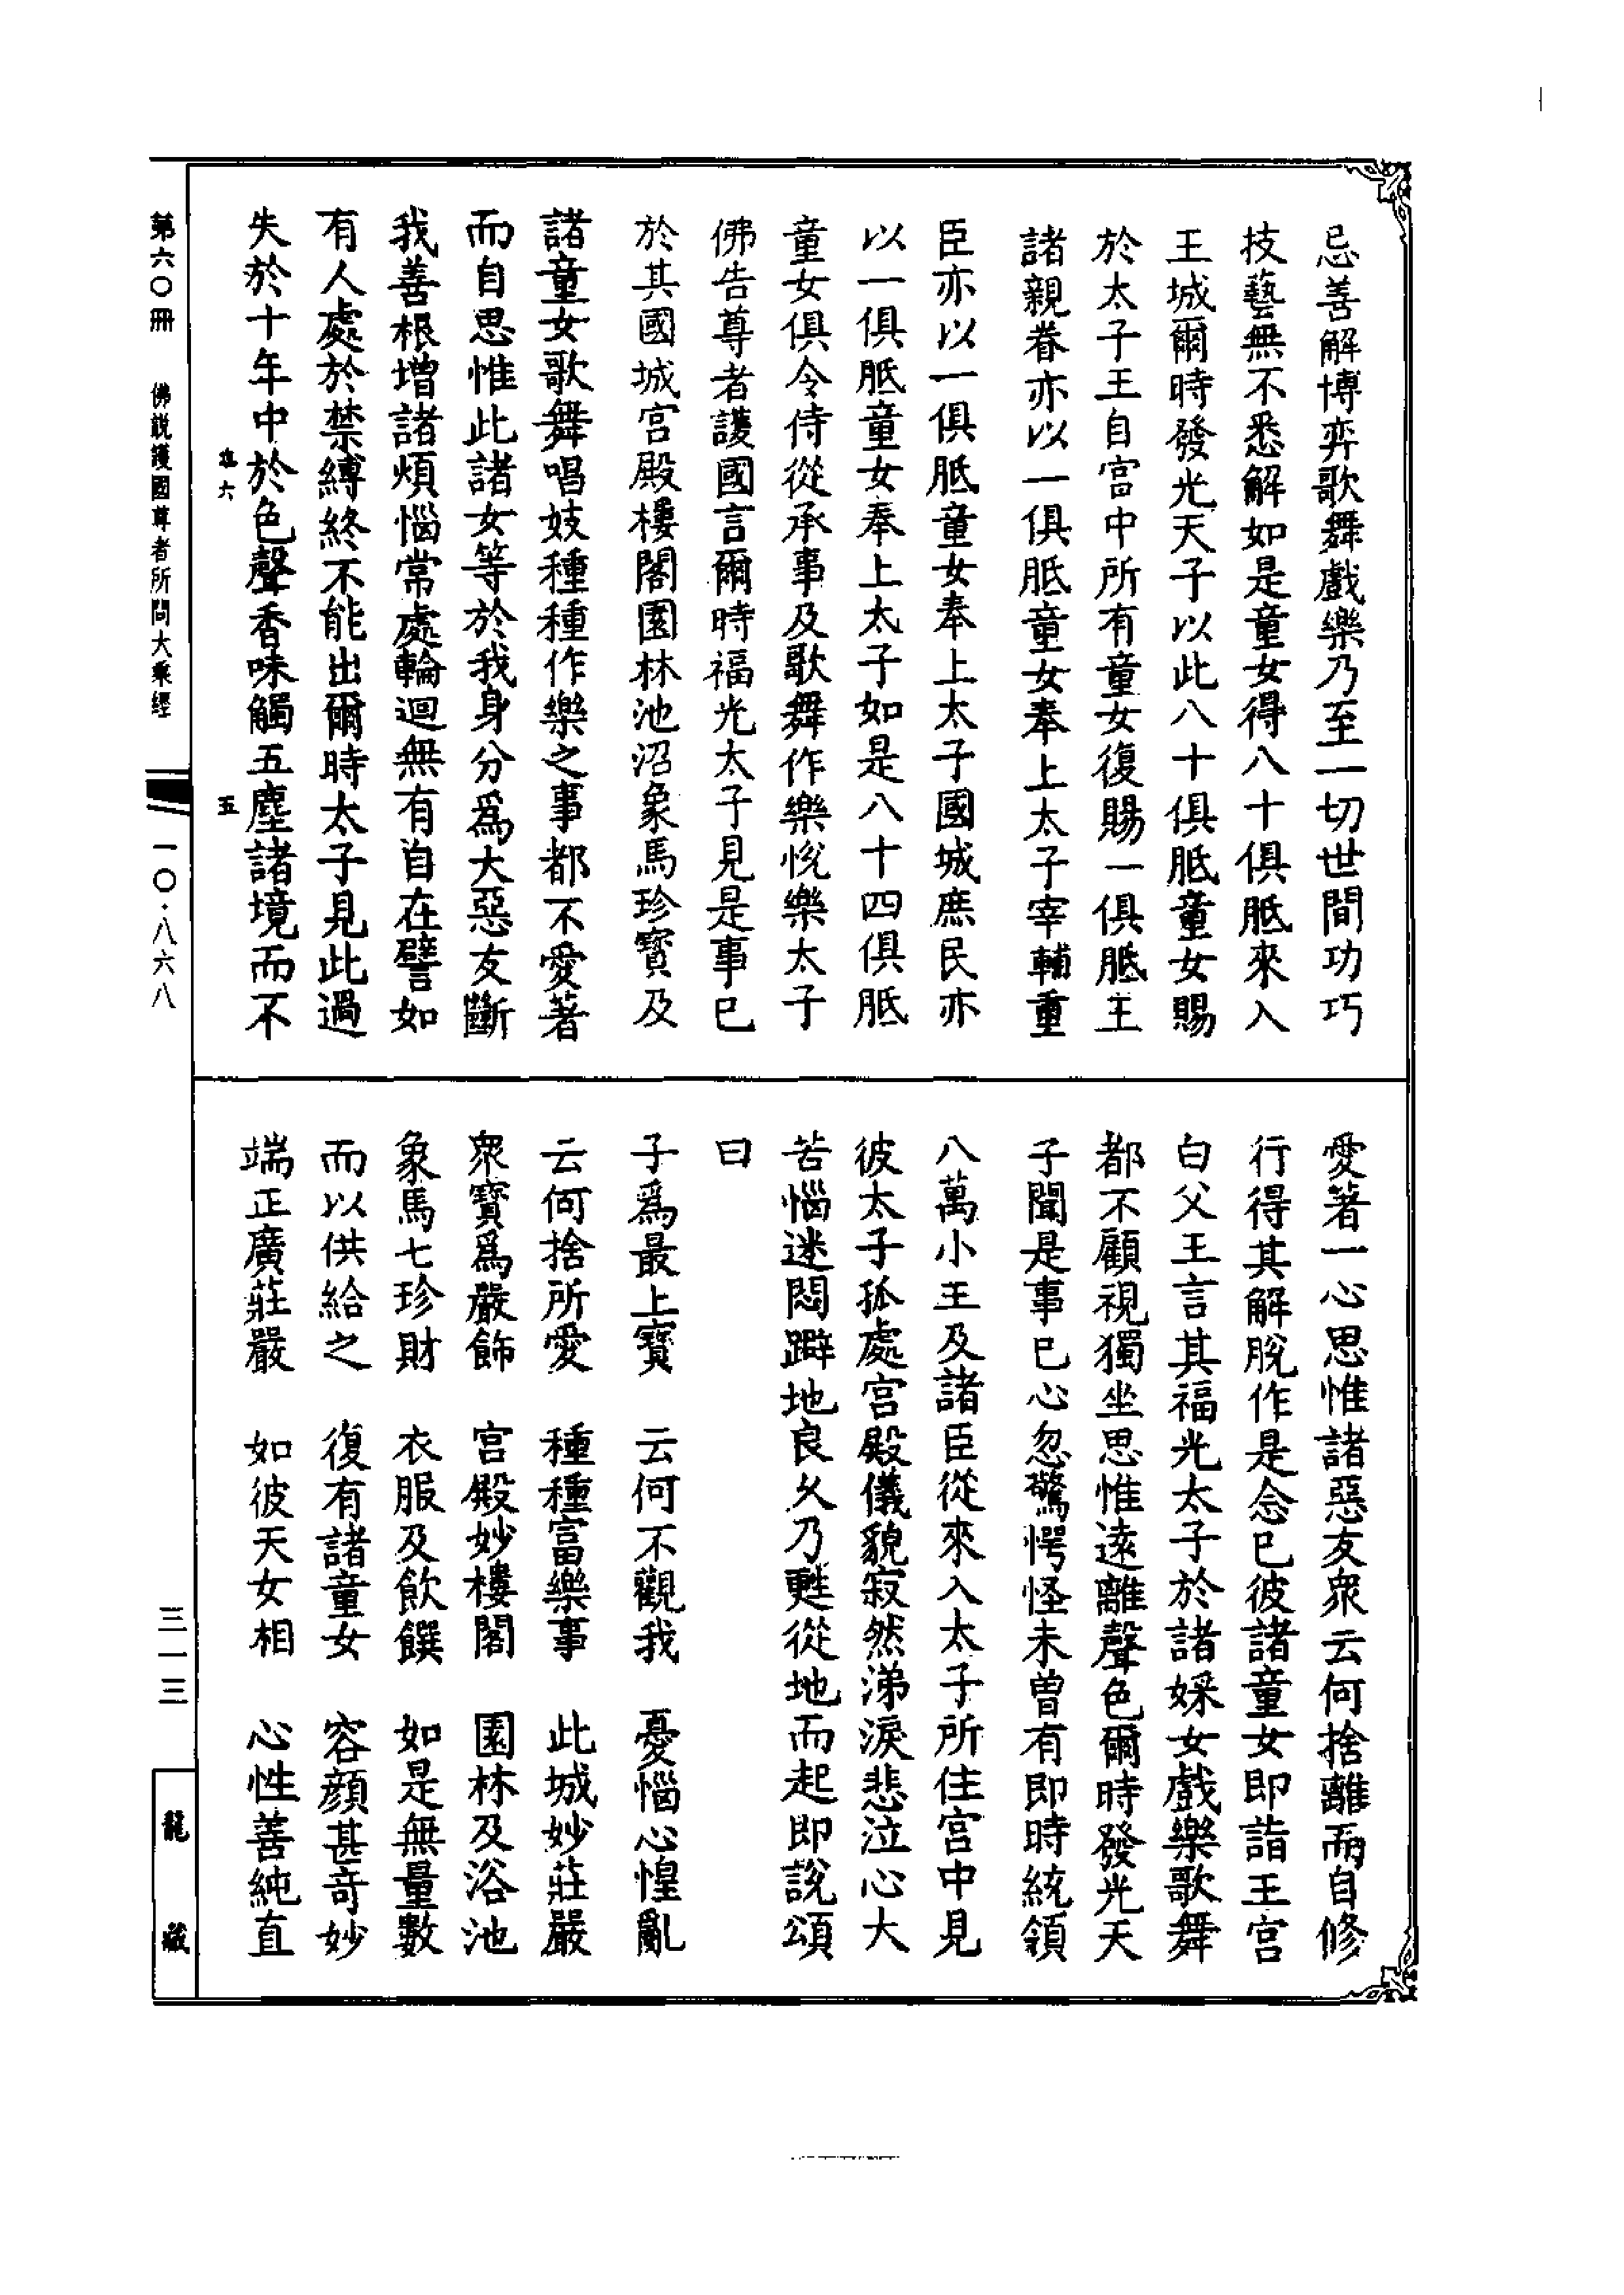 忌善解博弈歌舞戲樂乃至一切世間功巧
技藝無不悉解如是童女得八十俱胝來入
王城爾時發光天子以此八十俱胝童女賜
於太子王自宮中所有童女復賜一俱胝王
諸親眷亦以一俱胝童女奉上太子宰輔重
臣亦以一俱胝童女奉上太子國城庶民亦
以一俱胝童女奉上太子如是八十四俱胝
童女俱令侍從承事及歌舞作樂悅樂太子
佛告尊者護國言爾時福光太子見是事已
於其國城宮殿樓閣園林池沼象馬珍寶及
諸童女歌舞唱妓種種作樂之事都不愛著
而自思惟此諸女等於我身分爲大惡友斷
我善根增諸煩惱常處輪迴無有自在譬如
有人處於禁縛終不能出爾時太子見此過
失於十年中於色聲香味觸五塵諸境而不
愛著一心思惟諸惡友衆云何捨離而自修
行得其解脫作是念已彼諸童女即詣王宮
白父王言其福光太子於諸婇女戲樂歌舞
都不顧視獨坐思惟遠離聲色爾時發光天
子聞是事已心忽驚愕怪未曾有即時統領
八萬小王及諸臣從來入太子所住宮中見
彼太子孤處宮殿儀貌寂然涕淚悲泣心大
苦惱迷悶躃地良久乃甦從地而起即說頌
曰
子爲最上寶　云何不觀我　憂惱心惶亂
云何捨所愛　種種富樂事　此城妙莊嚴
衆寶爲嚴飾　宮殿妙樓閣　園林及浴池
象馬七珍財　衣服及飲饌　如是無量數
而以供給之　復有諸童女　容顏甚奇妙
端正廣莊嚴　如彼天女相　心性善純直
六　五
第六〇冊　佛說護國尊者所問大乘經　一〇·八六八
三一三
龍藏